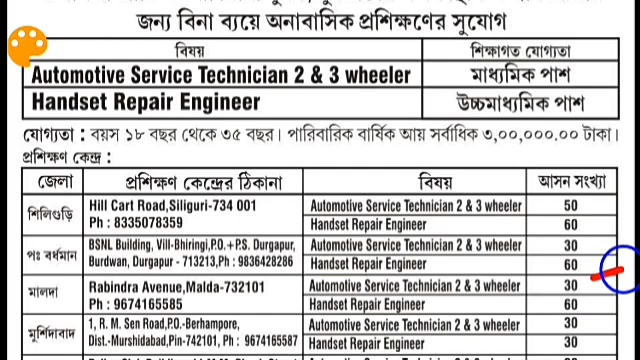 জন্য বিনা ব্যয়ে অনাবাসিক প্রশিক্ষণের সুযোগ
বিষয় শিক্ষাগত যোগ্যতা
Automotive Service Technician 2 & 3 wheeler মাধ্যমিক পাশ
Handset Repair Engineer উচ্চমাধ্যমিক পাশ
যোগ্যতা : বয়স ১৮ বছর থেকে ৩৫ বছর। পারিবারিক বার্ষিক আয় সর্বাধিক ৩,০০,০০০.০০ টাকা।
প্রশিক্ষণ কেন্দ্র :
জেলা প্রশিক্ষণ কেন্দ্রের ঠিকানা বিষয় আসন সংখ্যা
শিলিগুড়ি Hill Cart Road,Siliguri-734 001 Automotive Service Technician 2 & 3 wheeler 50
Ph : 8335078359 Handset Repair Engineer 60
পঃ বর্ধমান BSNL Building, Vill-Bhiringi,P.O.+P.S. Durgapur, Automotive Service Technician 2 & 3 wheeler 30
Burdwan, Durgapur - 713213,Ph : 9836428286 Handset Repair Engineer 60
মালদা Rabindra Avenue,Malda-732101 Automotive Service Technician 2 & 3 wheeler 30
Ph : 9674165585 Handset Repair Engineer 60
মুর্শিদাবাদ 1, R. M. Sen Road,P.O.-Berhampore, Automotive Service Technician 2 & 3 wheeler 30
Dist.-Murshidabad,Pin-742101, Ph : 9674165587 Handset Repair Engineer 30